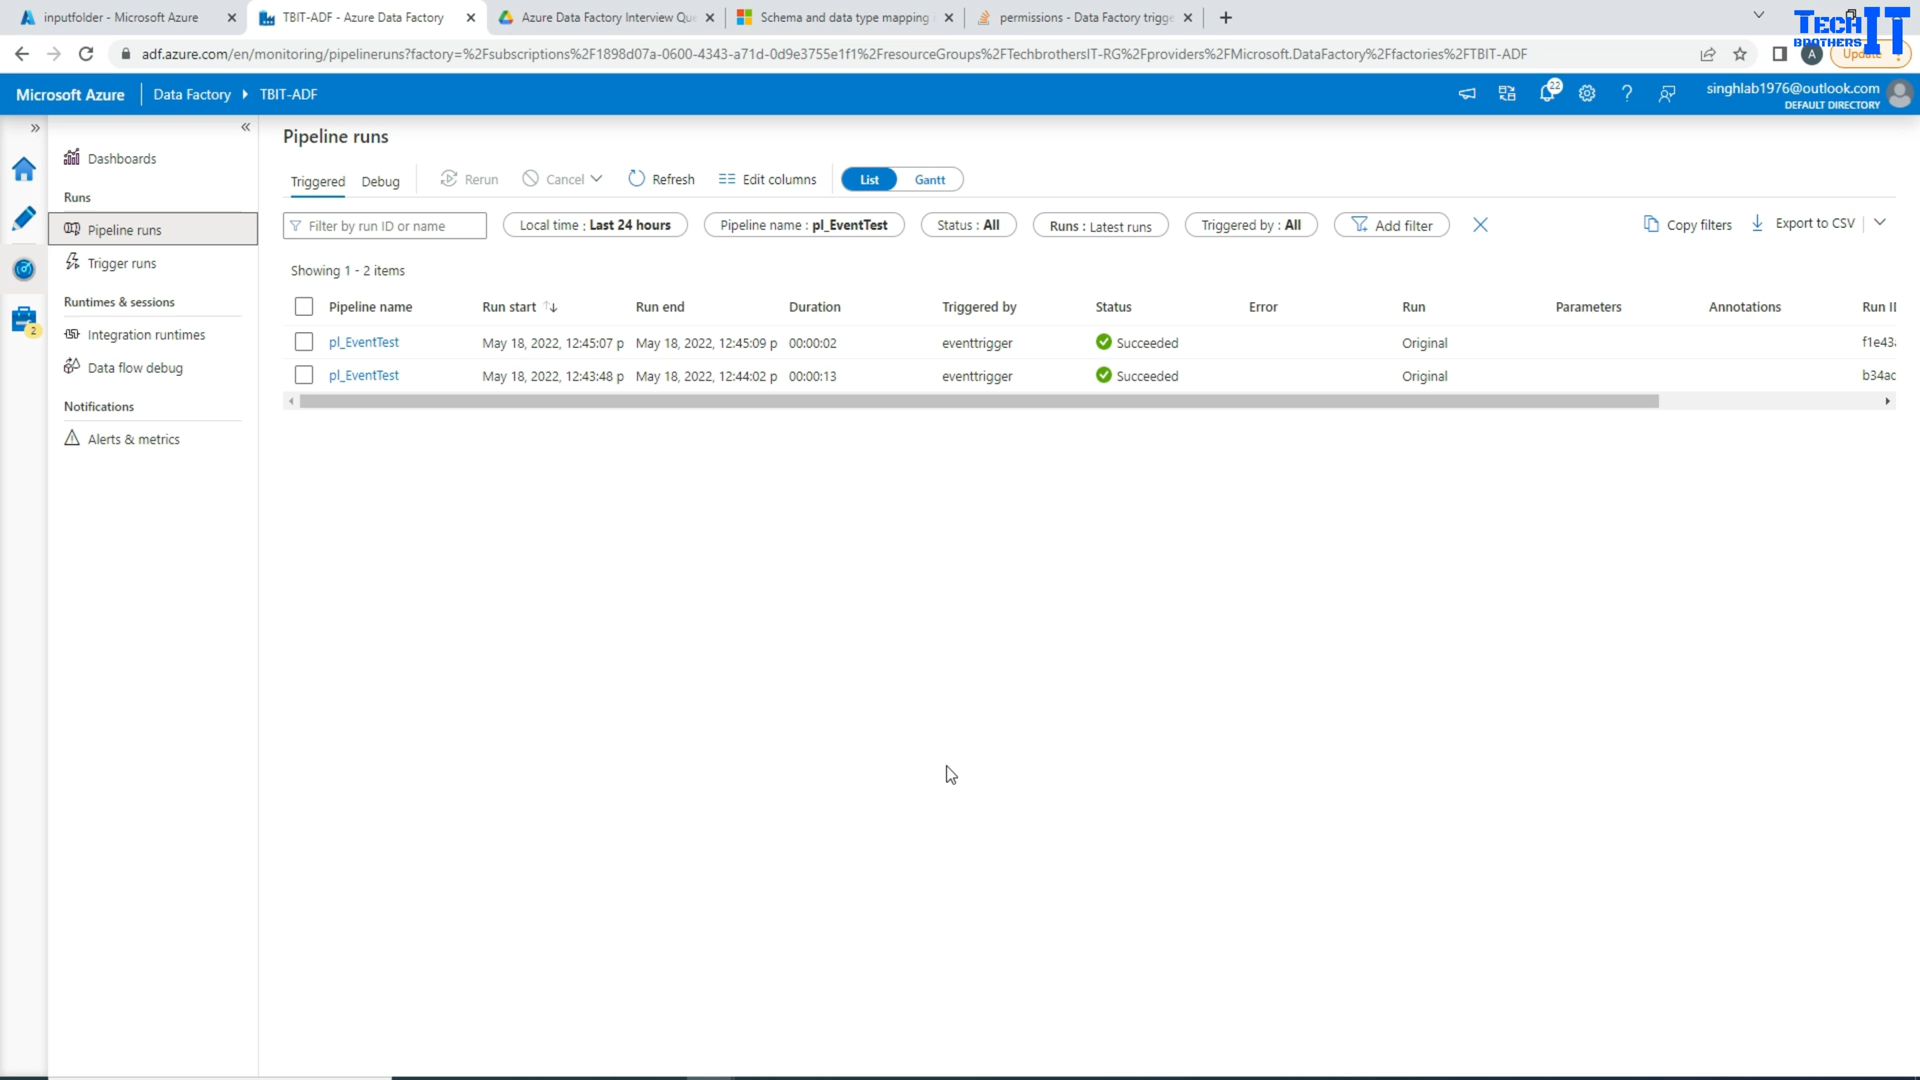 inputfolder - Microsoft Azure
TBIT-ADF - Azure Data Factory
Azure Data Factory Interview Que
Schema and data type mapping
permissions - Data Factory trigge
TECH IT
BROTHERS
adf.azure.com/en/monitoring/pipelineruns?factory=%2Fsubscriptions%2F1898d07a-0600-4343-a71d-0d9e3755e1f1%2FresourceGroups%2FTechbrothersIT-RG%2Fproviders%2FMicrosoft.DataFactory%2Ffactories%2FTBIT-ADF
A
Update
Microsoft Azure
Data Factory
TBIT-ADF
22
singhlab1976@outlook.com
DEFAULT DIRECTORY
Dashboards
Runs
Pipeline runs
Trigger runs
Runtimes & sessions
2
Integration runtimes
Data flow debug
Notifications
Alerts & metrics
Pipeline runs
Triggered
Debug
Rerun
Cancel
Refresh
Edit columns
List
Gantt
Filter by run ID or name
Local time : Last 24 hours
Pipeline name : pl_EventTest
Status : All
Runs : Latest runs
Triggered by : All
Add filter
Copy filters
Export to CSV
Showing 1 - 2 items
Pipeline name Run start Run end Duration Triggered by Status Error Run Parameters Annotations Run I
pl_EventTest May 18, 2022, 12:45:07 p May 18, 2022, 12:45:09 p 00:00:02 eventtrigger Succeeded Original f1e43
pl_EventTest May 18, 2022, 12:43:48 p May 18, 2022, 12:44:02 p 00:00:13 eventtrigger Succeeded Original b34ac